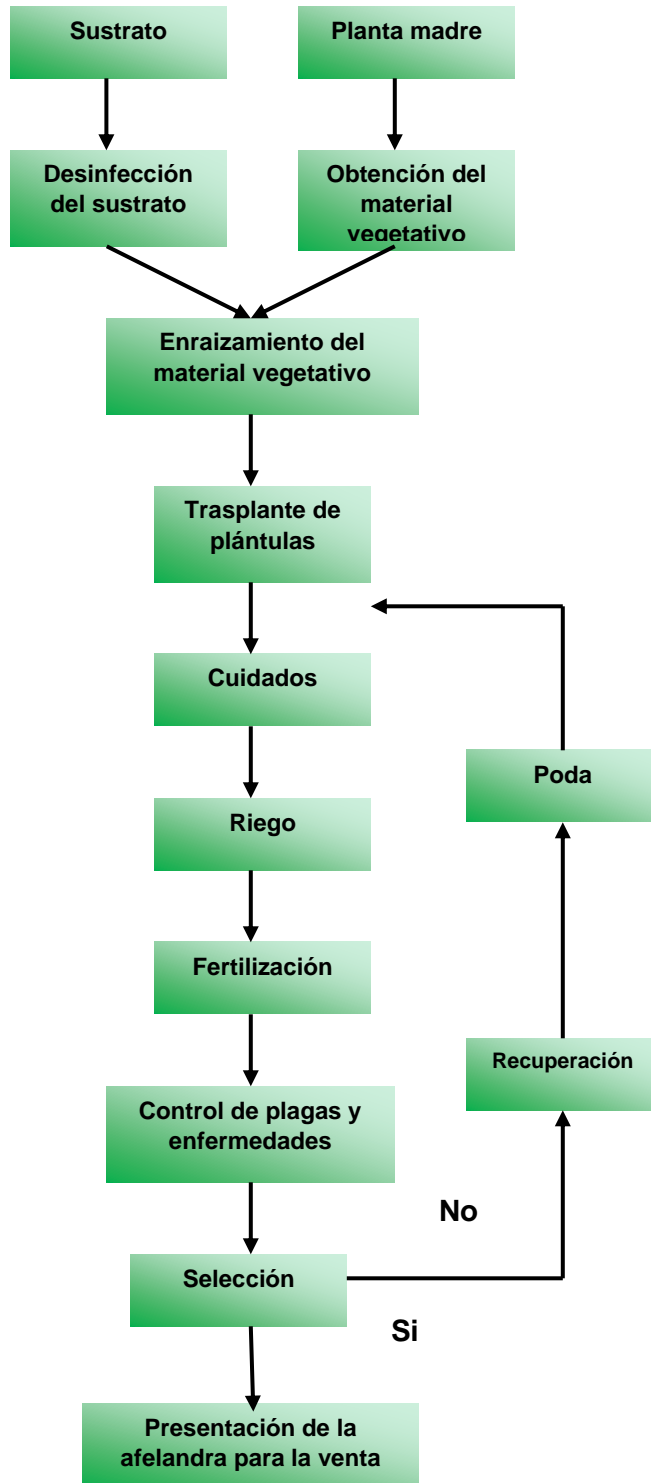 Sustrato
Planta madre
Desinfección
del sustrato
Obtención del
material
vegetativo
Enraizamiento del
material vegetativo
Trasplante de
plántulas
Cuidados
Poda
Riego
Fertilización
Recuperación
Control de plagas y
enfermedades
No
Selección
Si
Presentación de la
afelandra para la venta